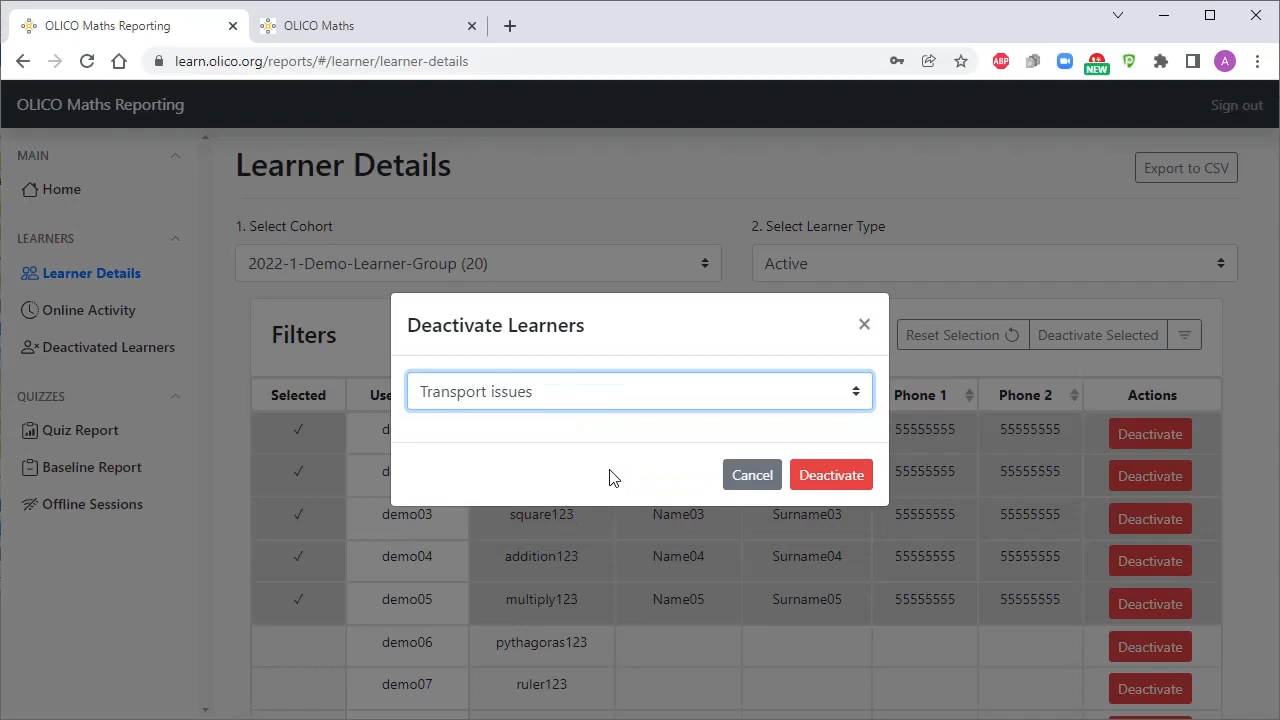 OLICO Maths Reporting
OLICO Maths
learn.olico.org/reports/#/learner/learner-details
ABP
NEW
A
OLICO Maths Reporting
Sign out
MAIN
Home
LEARNERS
Learner Details
Online Activity
Deactivated Learners
QUIZZES
Quiz Report
Baseline Report
Offline Sessions
Learner Details
Export to CSV
1. Select Cohort
2. Select Learner Type
2022-1-Demo-Learner-Group (20)
Active
Filters
Reset Selection
Deactivate Selected
Deactivate Learners
×
Transport issues
Cancel
Deactivate
Selected Use Phone 1 Phone 2 Actions
✓ d 55555555 55555555 Deactivate
✓ d 55555555 55555555 Deactivate
✓ demo03 square123 Name03 Surname03 55555555 55555555 Deactivate
✓ demo04 addition123 Name04 Surname04 55555555 55555555 Deactivate
✓ demo05 multiply123 Name05 Surname05 55555555 55555555 Deactivate
demo06 pythagoras123 Deactivate
demo07 ruler123 Deactivate